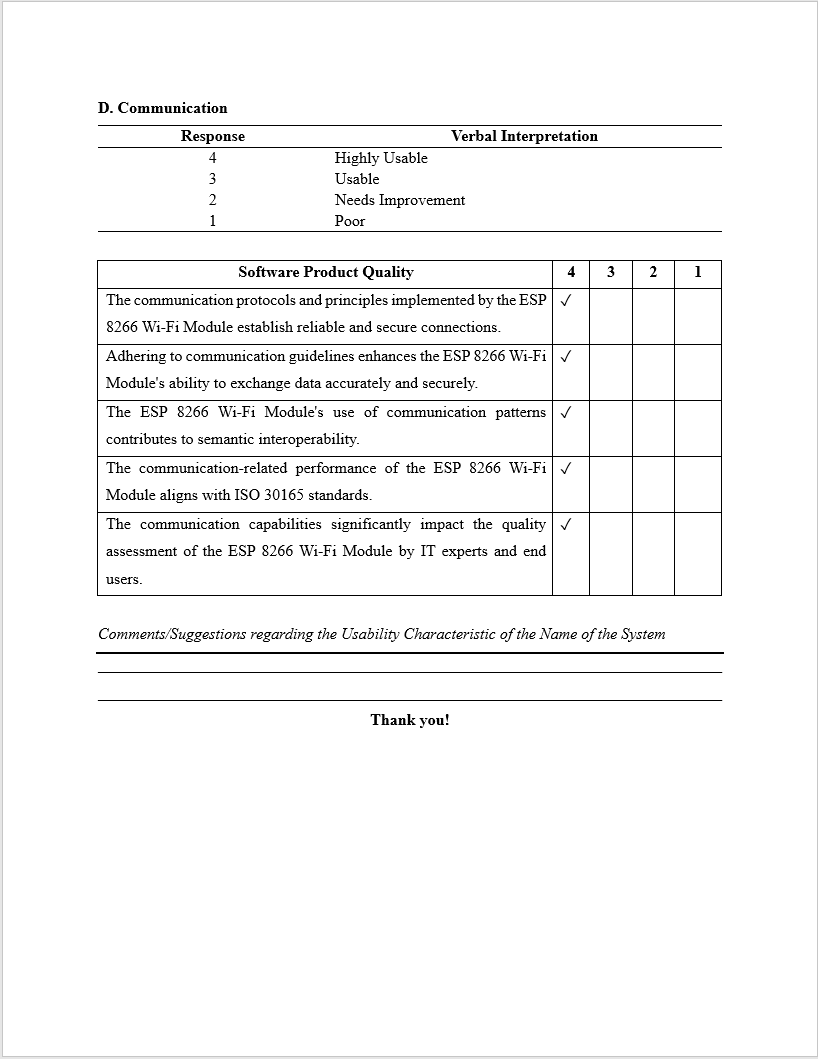 D. Communication
Response Verbal Interpretation
4 Highly Usable
3 Usable
2 Needs Improvement
1 Poor
Software Product Quality 4 3 2 1
The communication protocols and principles implemented by the ESP ✓
8266 Wi-Fi Module establish reliable and secure connections.
Adhering to communication guidelines enhances the ESP 8266 Wi-Fi ✓
Module's ability to exchange data accurately and securely.
The ESP 8266 Wi-Fi Module's use of communication patterns ✓
contributes to semantic interoperability.
The communication-related performance of the ESP 8266 Wi-Fi ✓
Module aligns with ISO 30165 standards.
The communication capabilities significantly impact the quality ✓
assessment of the ESP 8266 Wi-Fi Module by IT experts and end
users.
Comments/Suggestions regarding the Usability Characteristic of the Name of the System
Thank you!